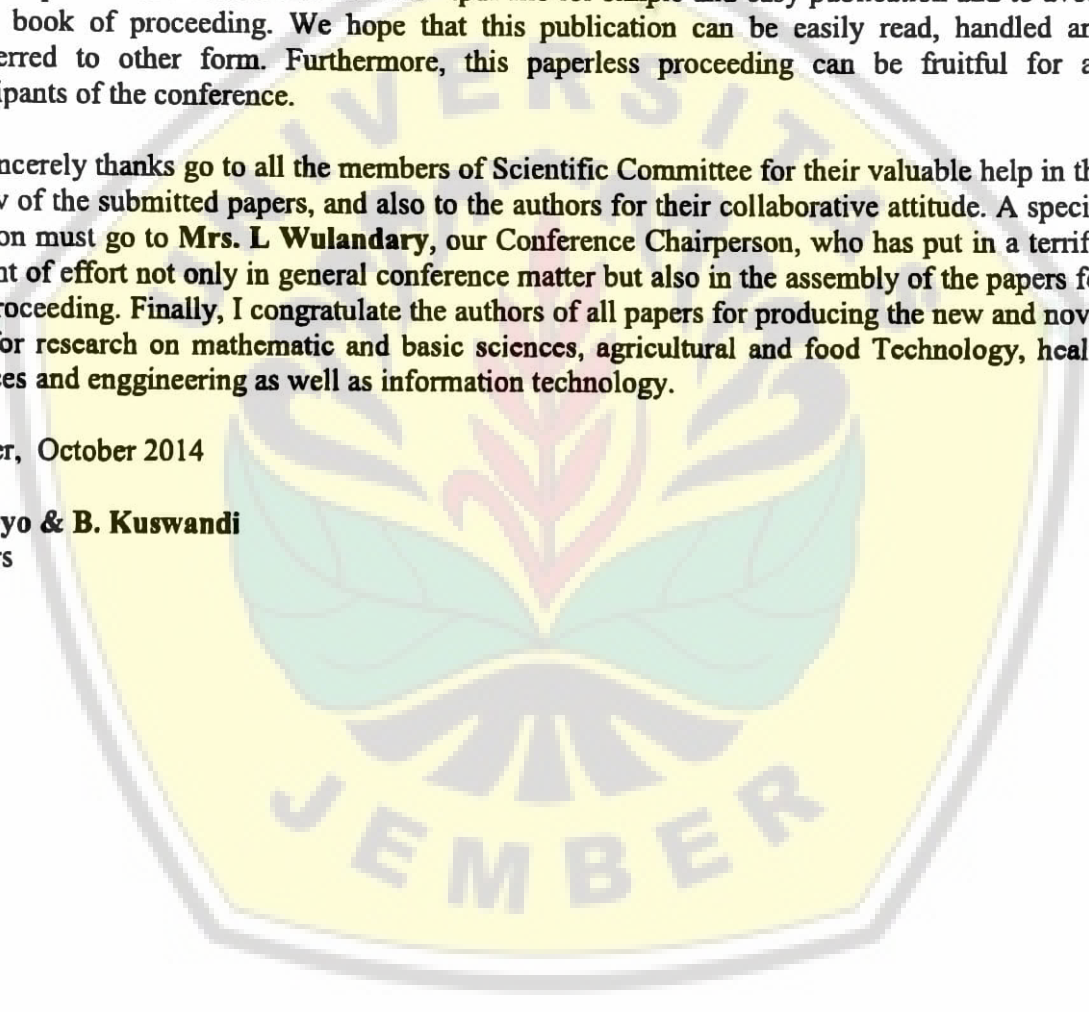 book of proceeding. We hope that this publication can be easily read, handled an
erred to other form. Furthermore, this paperless proceeding can be fruitful for a
ipants of the conference.
ncerely thanks go to all the members of Scientific Committee for their valuable help in th
v of the submitted papers, and also to the authors for their collaborative attitude. A speci
on must go to Mrs. L Wulandary, our Conference Chairperson, who has put in a terrif
nt of effort not only in general conference matter but also in the assembly of the papers fo
roceeding. Finally, I congratulate the authors of all papers for producing the new and nov
for research on mathematic and basic sciences, agricultural and food Technology, heal
es and enggineering as well as information technology.
er, October 2014
yo & B. Kuswandi
rs
UNIVERSITAS
JEMBER